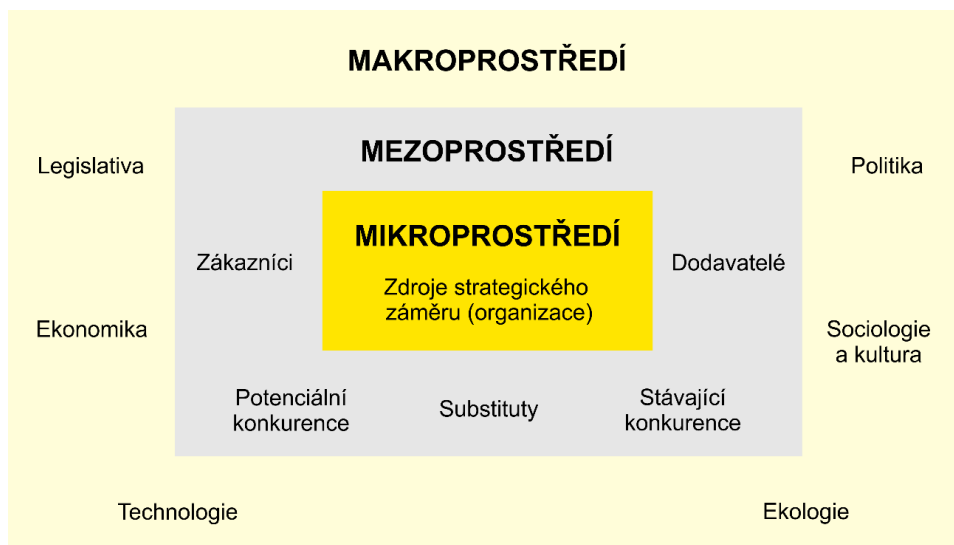 MAKROPROSTŘEDÍ
MEZOPROSTŘEDÍ
Legislativa
Politika
MIKROPROSTŘEDÍ
Zákazníci
Dodavatelé
Zdroje strategického
záměru (organizace)
Ekonomika
Sociologie
a kultura
Potenciální
konkurence
Substituty
Stávající
konkurence
Technologie
Ekologie